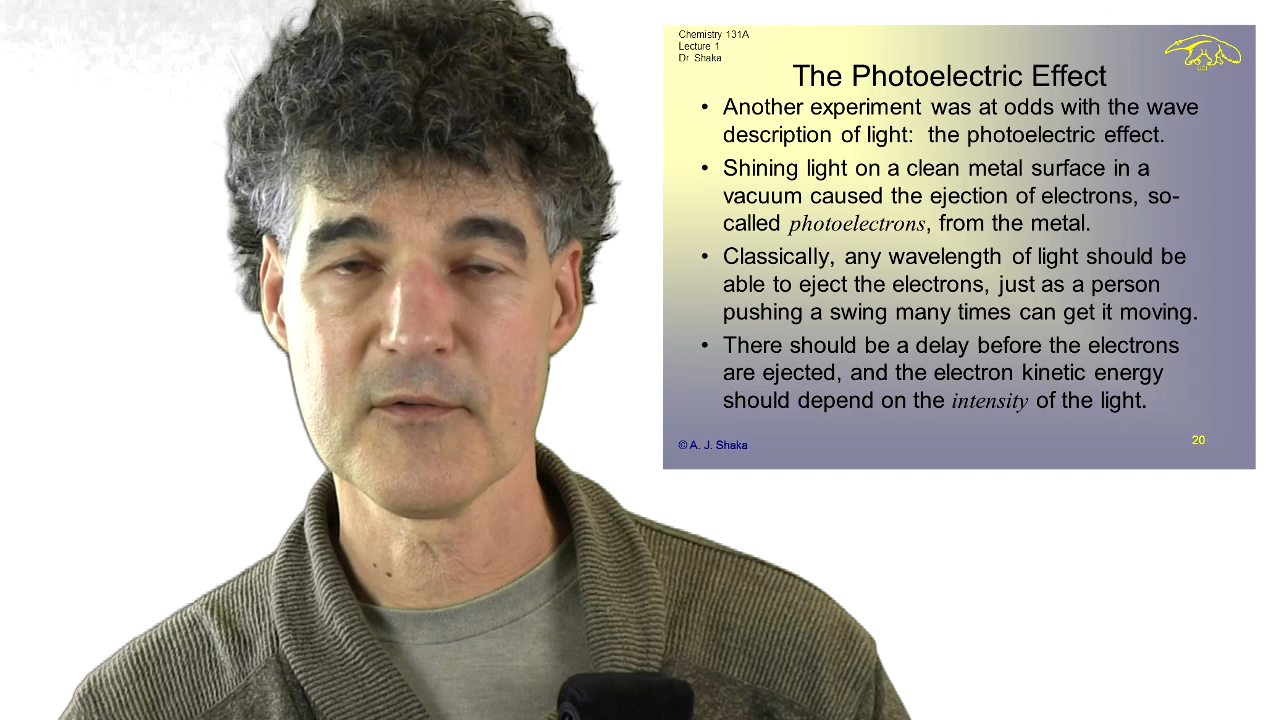 Chemistry 131A
Lecture 1
Dr. Shaka
UCI
The Photoelectric Effect
• Another experiment was at odds with the wave
description of light: the photoelectric effect.
• Shining light on a clean metal surface in a
vacuum caused the ejection of electrons, so-
called photoelectrons, from the metal.
• Classically, any wavelength of light should be
able to eject the electrons, just as a person
pushing a swing many times can get it moving.
• There should be a delay before the electrons
are ejected, and the electron kinetic energy
should depend on the intensity of the light.
© A. J. Shaka
20